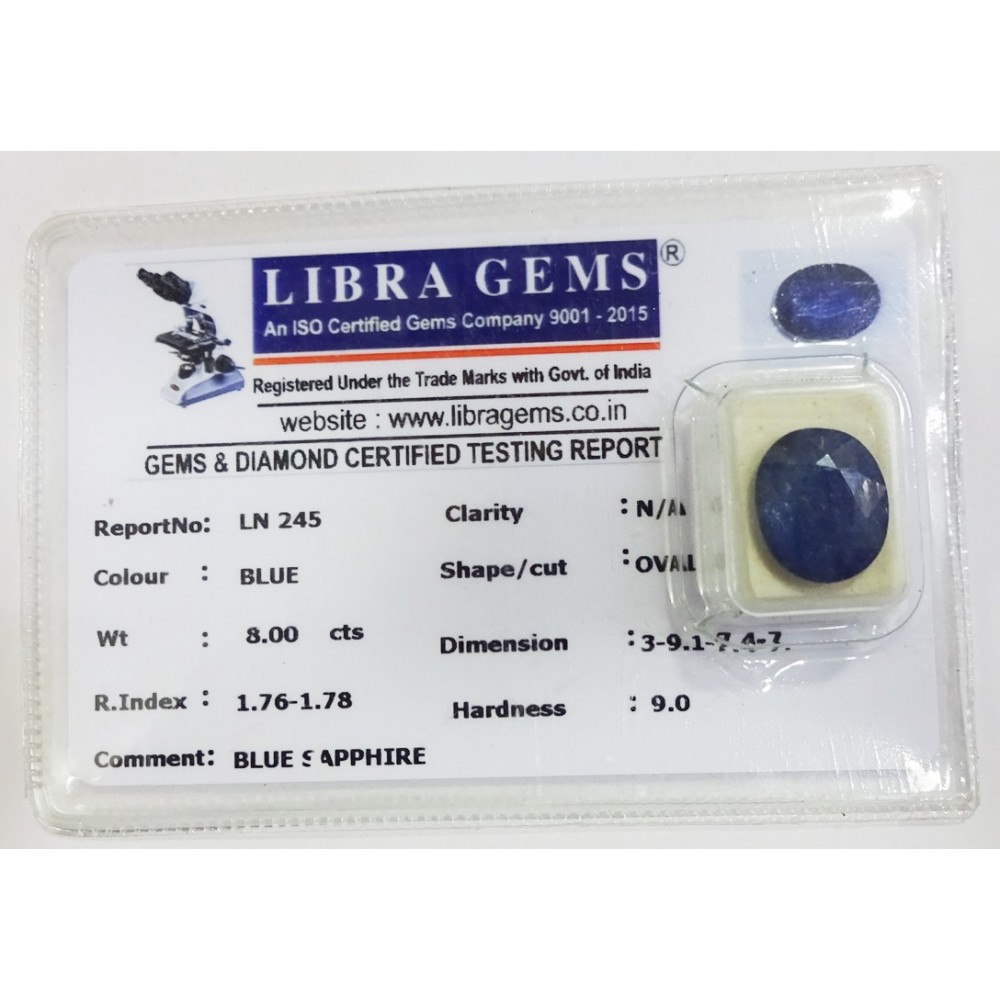 LIBRA GEMS®
An ISO Certified Gems Company 9001 - 2015
Registered Under the Trade Marks with Govt. of India
website : www.libragems.co.in
GEMS & DIAMOND CERTIFIED TESTING REPORT
ReportNo: LN 245 Clarity : N/A
Colour : BLUE Shape/cut : OVAL
Wt : 8.00 cts Dimension :
R.Index : 1.76-1.78 Hardness : 9.0
Comment: BLUE SAPPHIRE